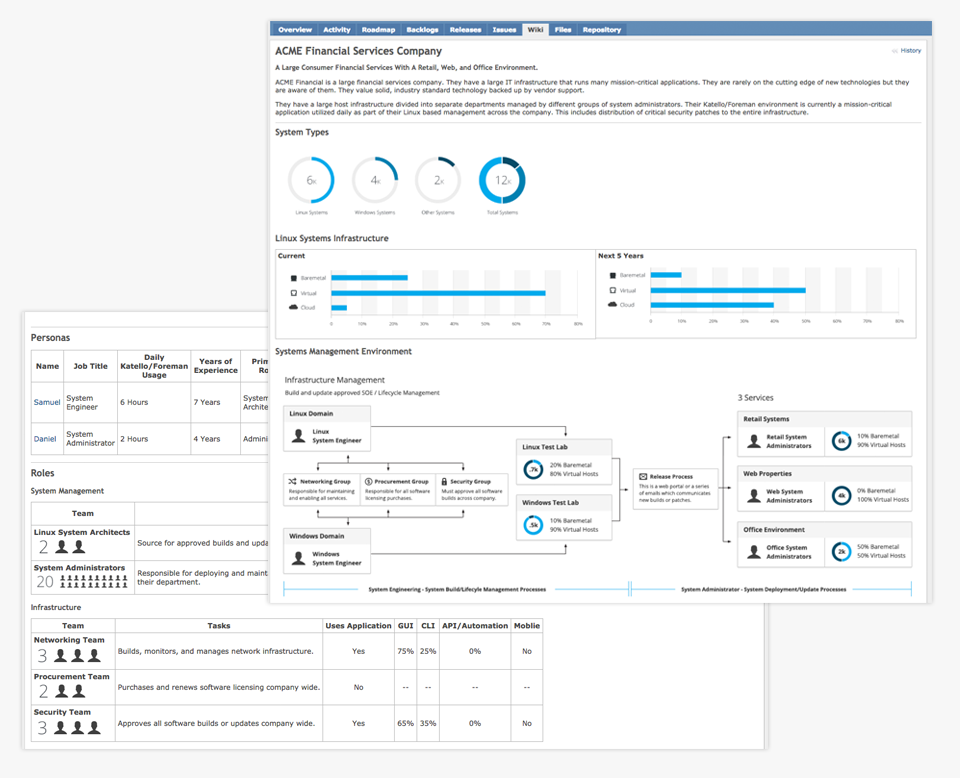 Overview Activity Roadmap Backlogs Releases Issues Wiki Files Repository
ACME Financial Services Company
History
A Large Consumer Financial Services With A Retail, Web, and Office Environment.
ACME Financial is a large financial services company. They have a large IT infrastructure that runs many mission-critical applications. They are rarely on the cutting edge of new technologies but they
are aware of them. They value solid, industry standard technology backed up by vendor support.
They have a large host infrastructure divided into separate departments managed by different groups of system administrators. Their Katello/Foreman environment is currently a mission-critical
application utilized daily as part of their Linux based management across the company. This includes distribution of critical security patches to the entire infrastructure.
System Types
6K 4K 2K 12K
Linux Systems Windows Systems Other Systems Total Systems
Linux Systems Infrastructure
Current
Baremetal
Virtual
Cloud
0 10% 20% 30% 40% 50% 60% 70% 80%
Next 5 Years
Baremetal
Virtual
Cloud
0 10% 20% 30% 40% 50% 60% 70% 80%
Systems Management Environment
Infrastructure Management
Build and update approved SOE / Lifecycle Management
Linux Domain
Linux
System Engineer
Networking Group
Responsible for maintaining
and enabling all services.
Procurement Group
Responsible for all software
licensing purchases.
Security Group
Must approve all software
builds across company.
Windows Domain
Windows
System Engineer
Linux Test Lab
.7k
20% Baremetal
80% Virtual Hosts
Windows Test Lab
.5k
10% Baremetal
90% Virtual Hosts
Release Process
This is a web portal or a series
of emails which communicates
new builds or patches.
3 Services
Retail Systems
Retail System
Administrators
6k
10% Baremetal
90% Virtual Hosts
Web Properties
Web System
Administrators
4k
0% Baremetal
100% Virtual Hosts
Office Environment
Office System
Administrators
2k
50% Baremetal
50% Virtual Hosts
System Engineering - System Build/Lifecyle Management Processes
System Administrator - System Deployment/Update Processes
Personas
Name
Job Title
Daily
Katello/Foreman
Usage
Years of
Experience
Prim
Ro
Samuel
System
Engineer
6 Hours
7 Years
System
Archite
Daniel
System
Administrator
2 Hours
4 Years
Admini
Roles
System Management
Team
Linux System Architects
2
Source for approved builds and upda
System Administrators
20
Responsible for deploying and maint
their department.
Infrastructure
Team Tasks Uses Application GUI CLI API/Automation Moblie
Networking Team
3
Builds, monitors, and manages network infrastructure. Yes 75% 25% 0% No
Procurement Team
2
Purchases and renews software licensing company wide. No -- -- -- --
Security Team
3
Approves all software builds or updates company wide. Yes 65% 35% 0% No